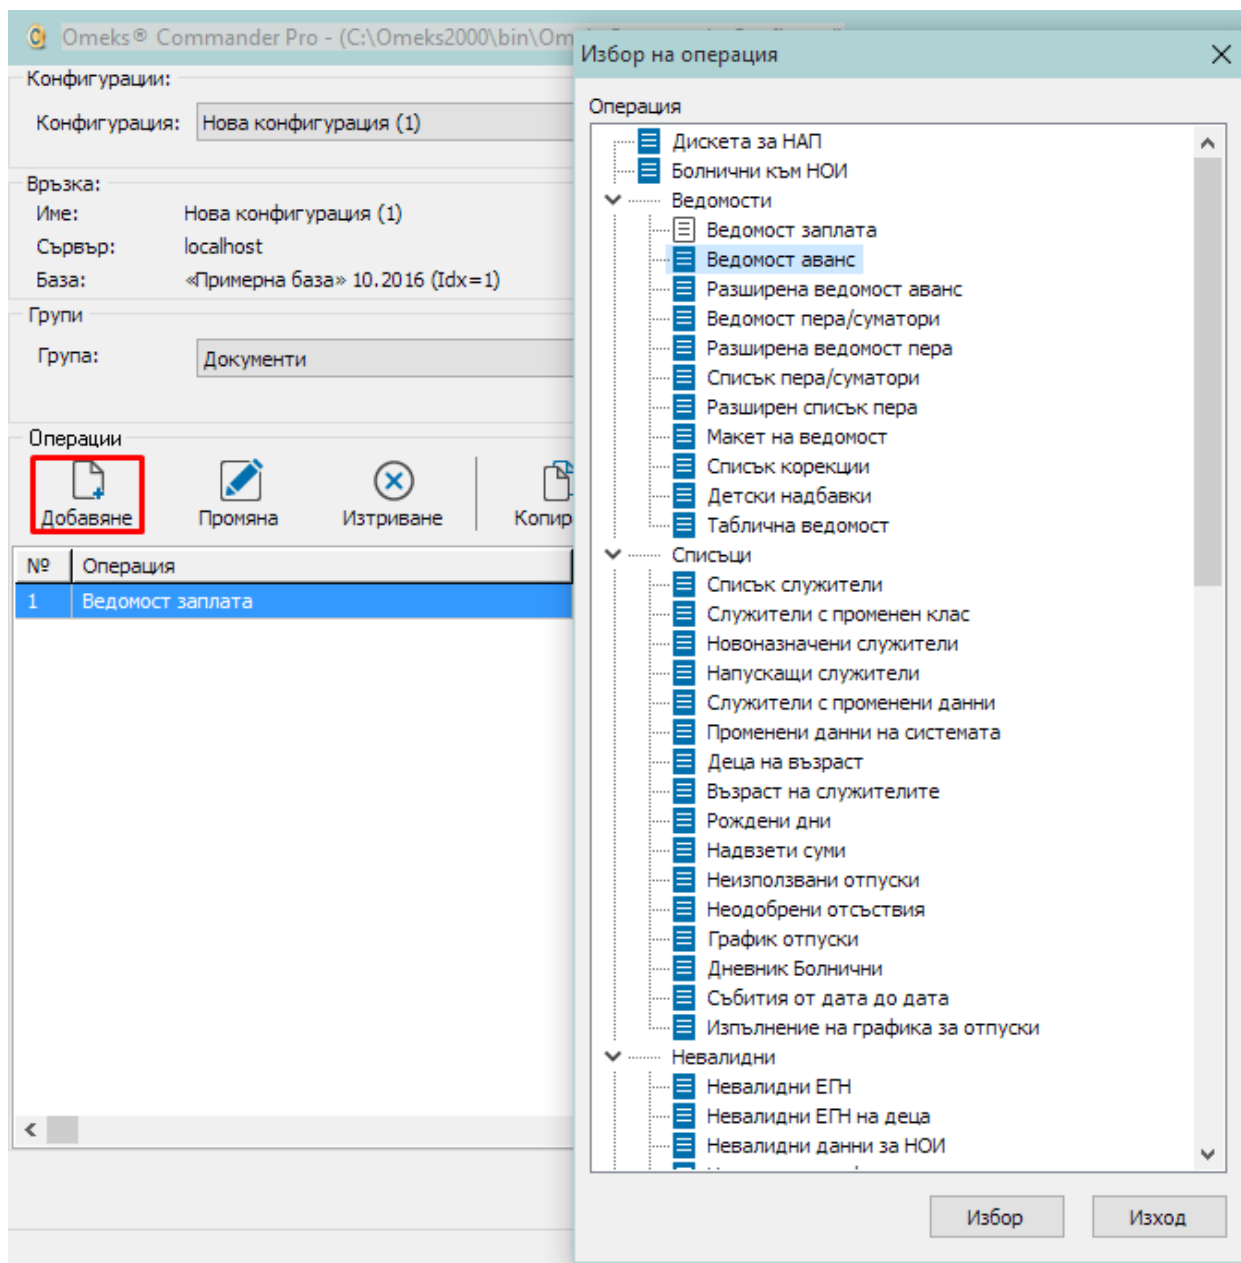 Omeks® Commander Pro - (C:\Omeks2000\bin\Om
Конфигурации:
Конфигурация: Нова конфигурация (1)
Връзка:
Име: Нова конфигурация (1)
Сървър: localhost
База: «Примерна база» 10.2016 (Idx=1)
Групи
Група: Документи
Операции
Добавяне Промяна Изтриване Копир
№ Операция
1 Ведомост заплата
Избор на операция
Операция
Дискета за НАП
Болнични към НОИ
Ведомости
Ведомост заплата
Ведомост аванс
Разширена ведомост аванс
Ведомост пера/суматори
Разширена ведомост пера
Списък пера/суматори
Разширен списък пера
Макет на ведомост
Списък корекции
Детски надбавки
Таблична ведомост
Списъци
Списък служители
Служители с променен клас
Новоназначени служители
Напускащи служители
Служители с променени данни
Променени данни на системата
Деца на възраст
Възраст на служителите
Рождени дни
Надвзети суми
Неизползвани отпуски
Неодобрени отсъствия
График отпуски
Дневник Болнични
Събития от дата до дата
Изпълнение на графика за отпуски
Невалидни
Невалидни ЕГН
Невалидни ЕГН на деца
Невалидни данни за НОИ
Избор Изход